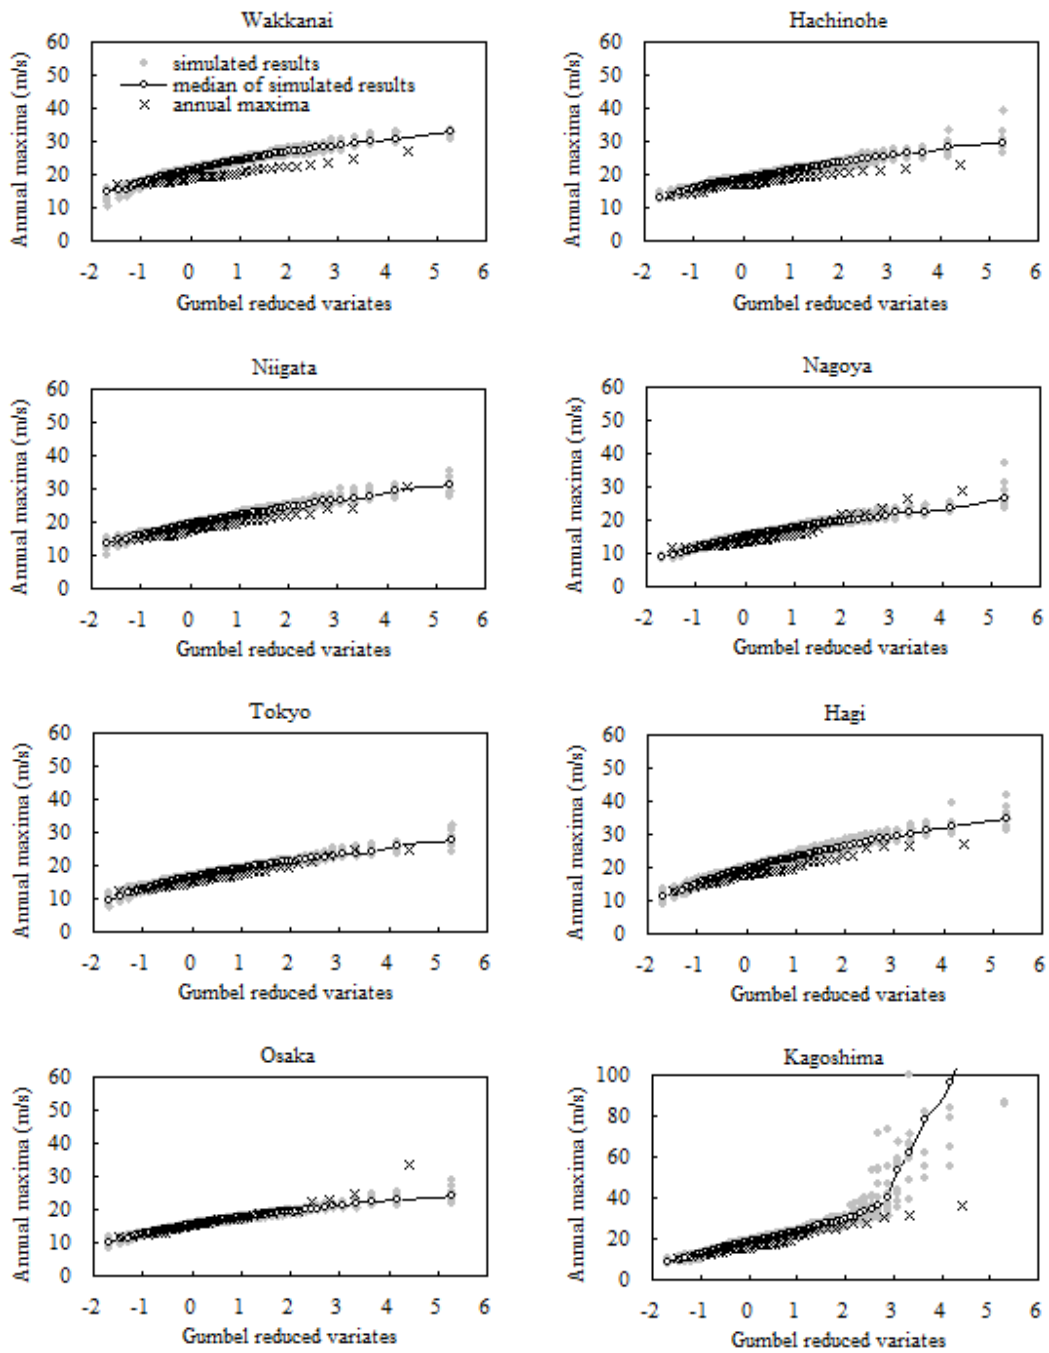 Wakkanai
60
50
40
30
20
10
0
Annual maxima (m/s)
simulated results
median of simulated results
annual maxima
-2 -1 0 1 2 3 4 5 6
Gumbel reduced variates
Hachinohe
60
50
40
30
20
10
0
Annual maxima (m/s)
-2 -1 0 1 2 3 4 5 6
Gumbel reduced variates
Niigata
60
50
40
30
20
10
0
Annual maxima (m/s)
-2 -1 0 1 2 3 4 5 6
Gumbel reduced variates
Nagoya
60
50
40
30
20
10
0
Annual maxima (m/s)
-2 -1 0 1 2 3 4 5 6
Gumbel reduced variates
Tokyo
60
50
40
30
20
10
0
Annual maxima (m/s)
-2 -1 0 1 2 3 4 5 6
Gumbel reduced variates
Hagi
60
50
40
30
20
10
0
Annual maxima (m/s)
-2 -1 0 1 2 3 4 5 6
Gumbel reduced variates
Osaka
60
50
40
30
20
10
0
Annual maxima (m/s)
-2 -1 0 1 2 3 4 5 6
Gumbel reduced variates
Kagoshima
100
80
60
40
20
0
Annual maxima (m/s)
-2 -1 0 1 2 3 4 5 6
Gumbel reduced variates